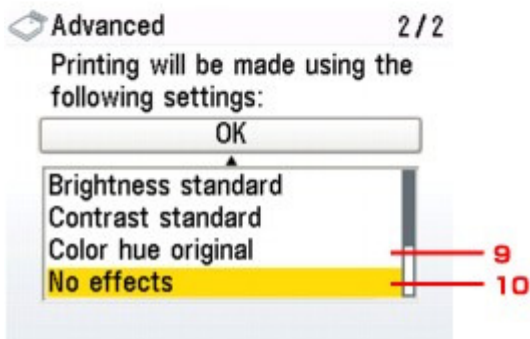 Advanced 2/2
Printing will be made using the
following settings:
OK
Brightness standard
Contrast standard
Color hue original
9
No effects
10